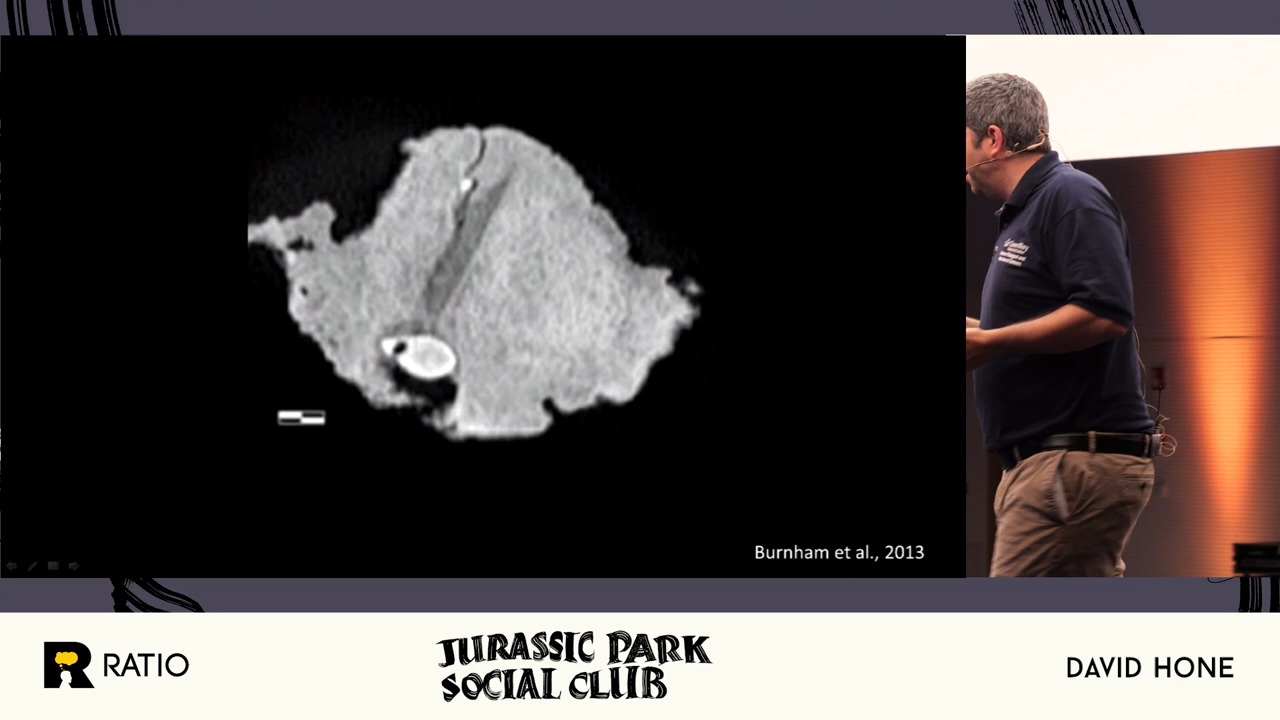 Burnham et al., 2013
RATIO
JURASSIC PARK
SOCIAL CLUB
DAVID HONE